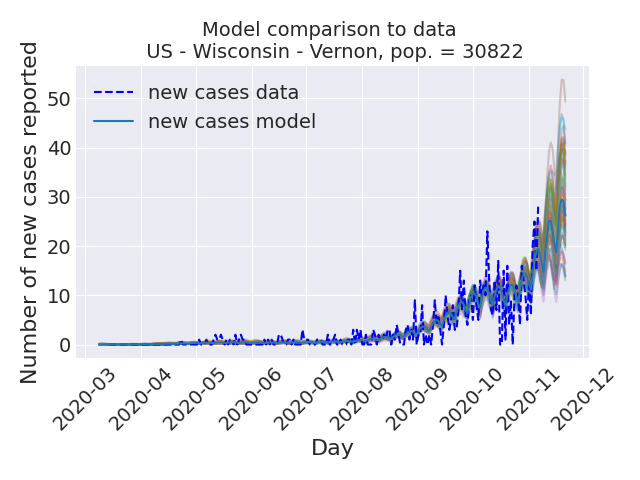 Model comparison to data
US - Wisconsin - Vernon, pop. = 30822
Number of new cases reported
50
40
30
20
10
0
new cases data
new cases model
2020-03
2020-04
2020-05
2020-06
2020-07
2020-08
2020-09
2020-10
2020-11
2020-12
Day